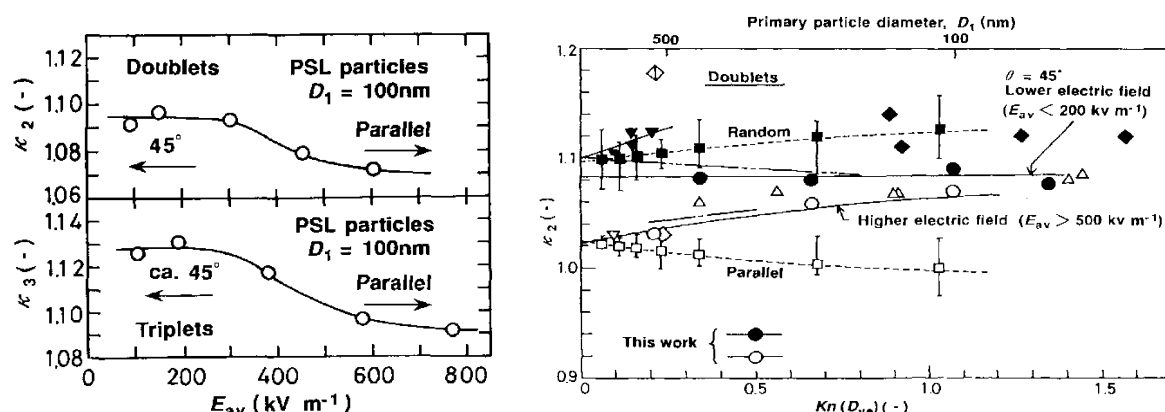 Doublets
PSL particles
D₁ = 100nm
Parallel
45°
κ₂ (-)
1.12
1.10
1.08
1.06
PSL particles
D₁ = 100nm
ca. 45°
Parallel
Triplets
κ₃ (-)
1.14
1.12
1.10
1.08
0 200 400 600 800
E_av (kV m⁻¹)
Primary particle diameter, D₁ (nm)
500 100
1.2
1.1
1.0
0.9
κ₂ (-)
Doublets
θ = 45°
Lower electric field
(E_av < 200 kv m⁻¹)
Random
Higher electric field (E_av > 500 kv m⁻¹)
Parallel
This work
0 0.5 1.0 1.5
Kn (D_ve) (-)